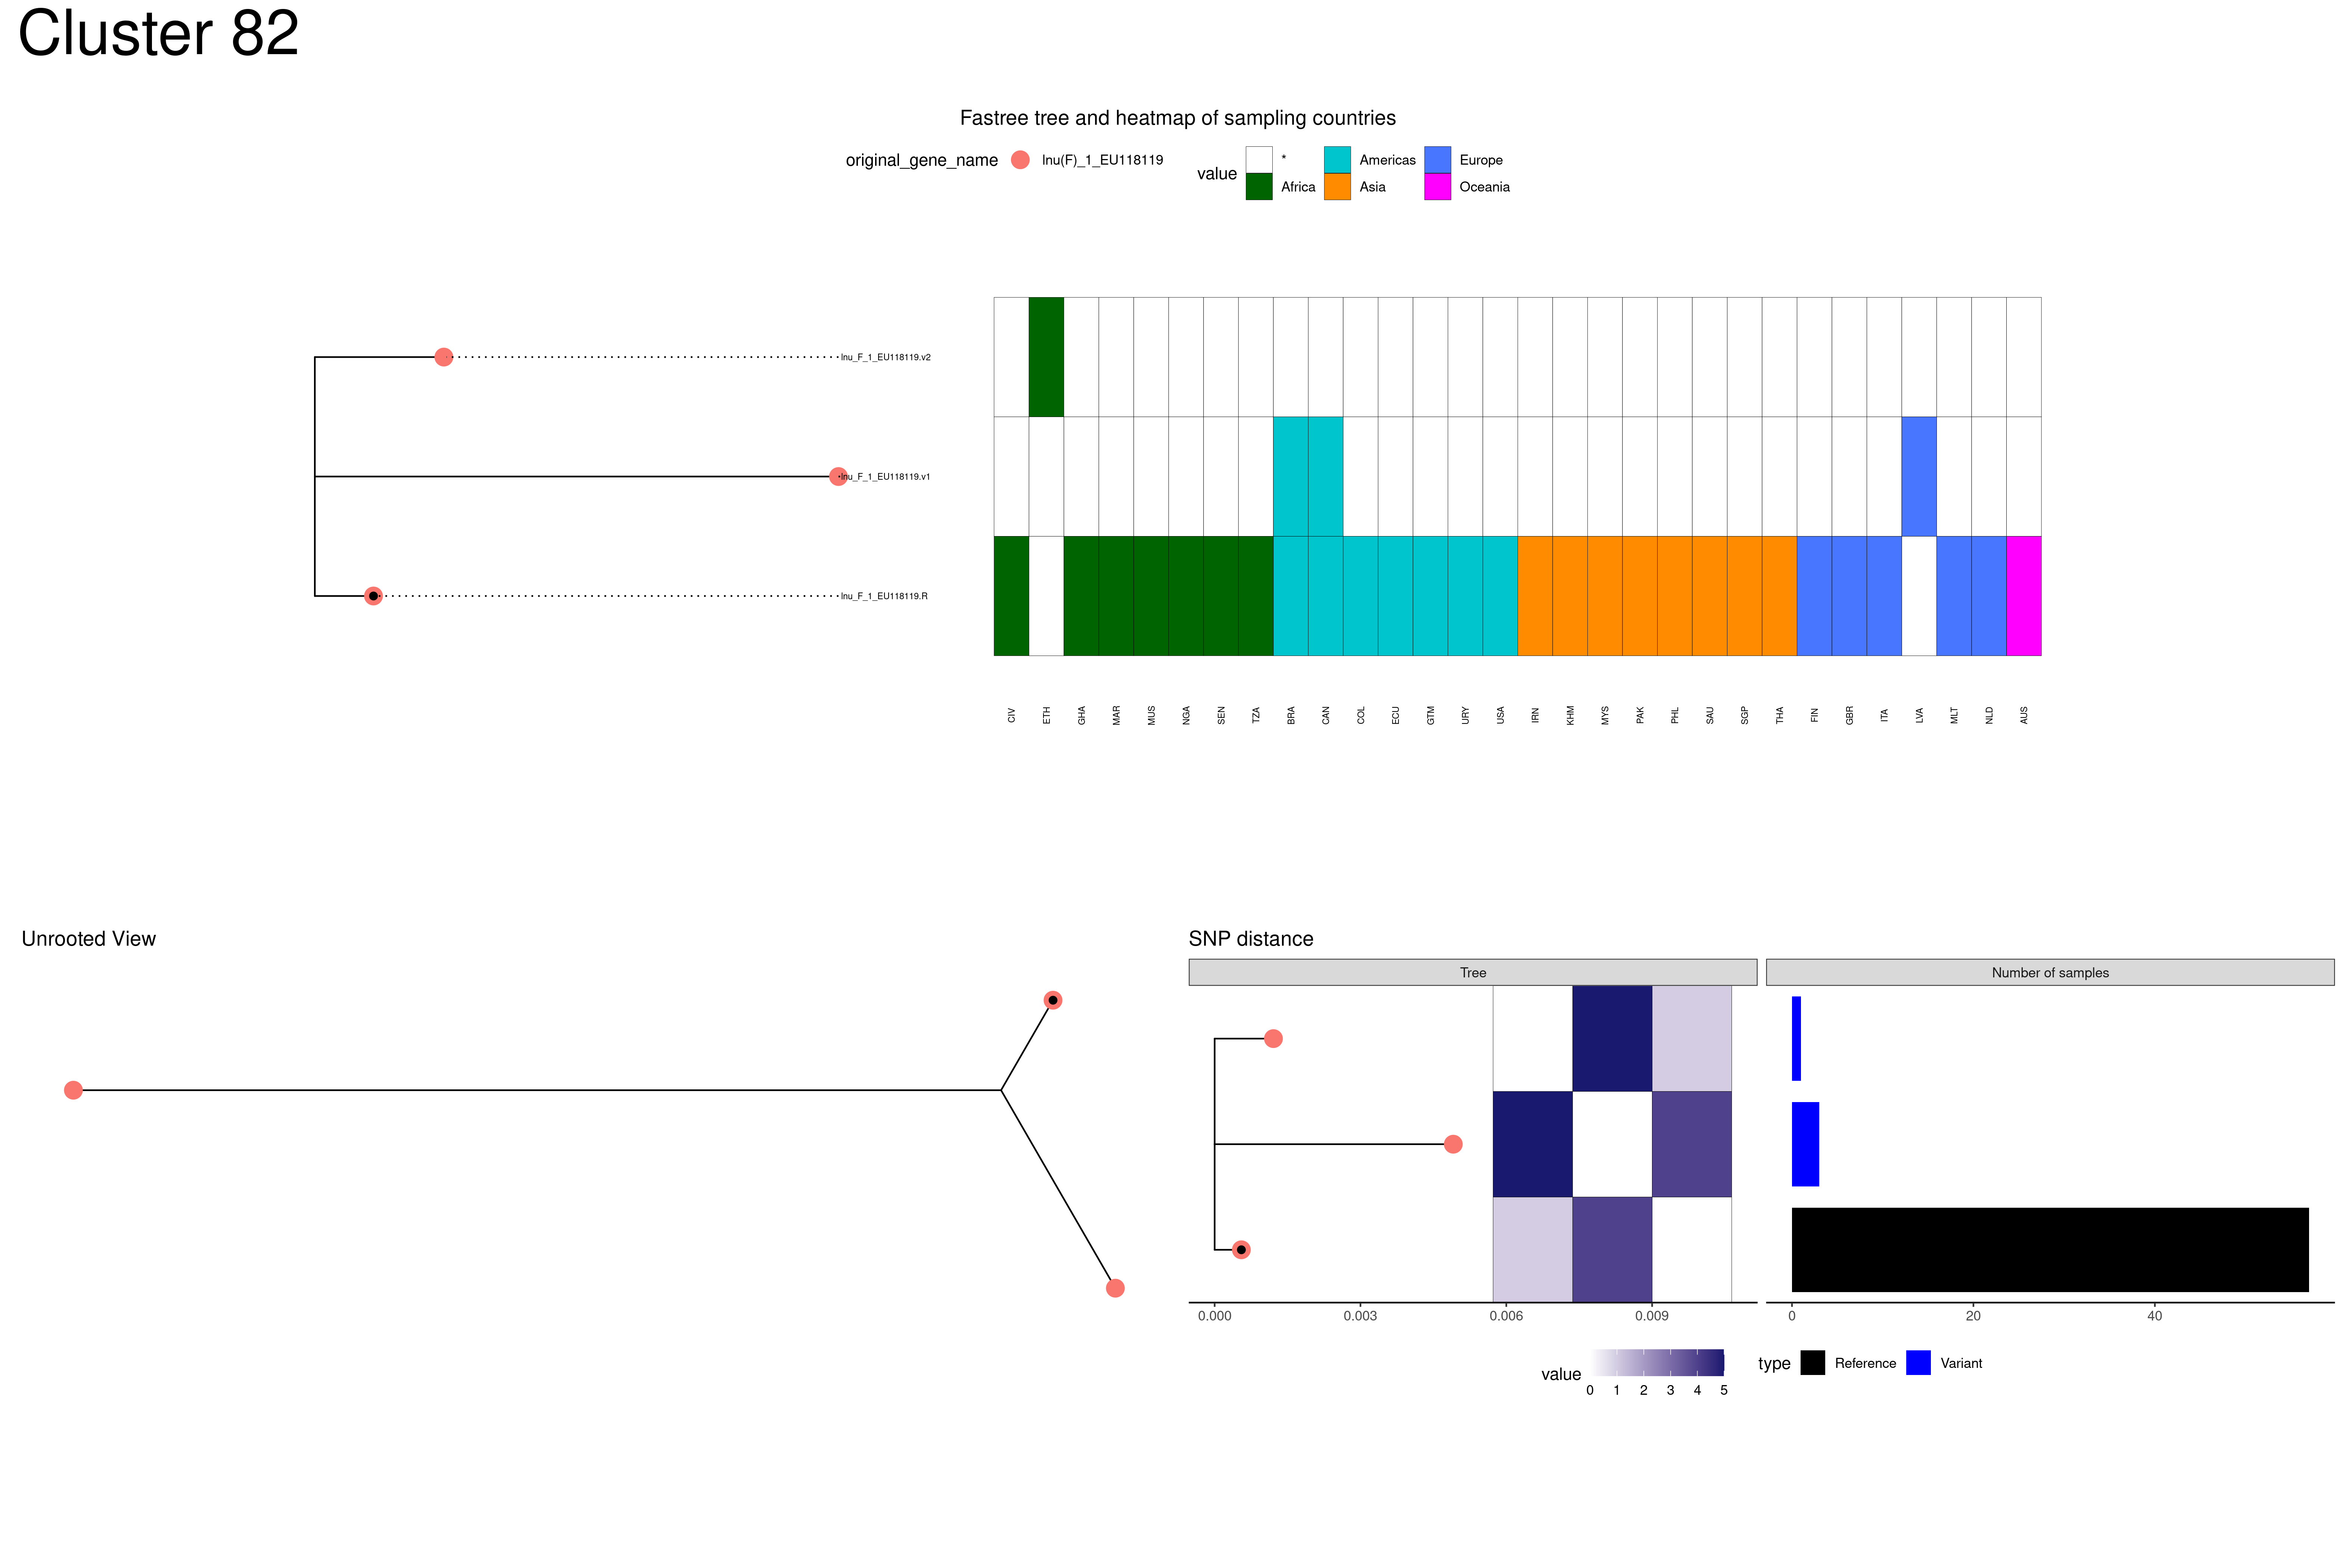 Cluster 82
Fastree tree and heatmap of sampling countries
original_gene_name lnu(F)_1_EU118119 value * Americas Europe
Africa Asia Oceania
lnu_F_1_EU118119.v2
lnu_F_1_EU118119.v1
lnu_F_1_EU118119.R
CIV ETH GHA MAR MUS NGA SEN TZA BRA CAN COL ECU GTM URY USA IRN KHM MYS PAK PHL SAU SGP THA FIN GBR ITA LVA MLT NLD AUS
Unrooted View
SNP distance
Tree Number of samples
0.000 0.003 0.006 0.009 0 20 40
value 0 1 2 3 4 5
type Reference Variant